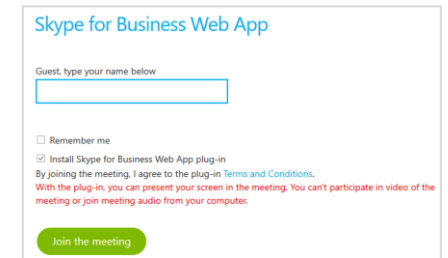 Skype for Business Web App
Guest, type your name below
Remember me
Install Skype for Business Web App plug-in
By joining the meeting, I agree to the plug-in Terms and Conditions.
With the plug-in, you can present your screen in the meeting. You can't participate in video of the
meeting or join meeting audio from your computer.
Join the meeting